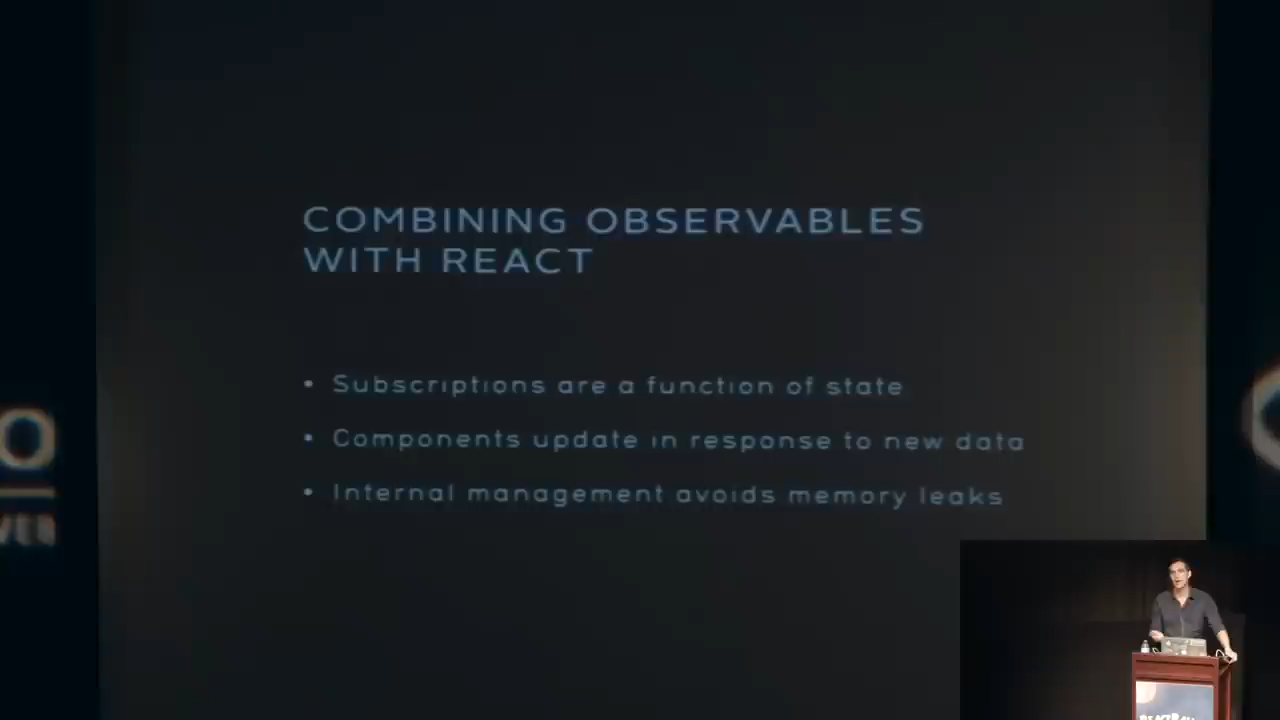 COMBINING OBSERVABLES
WITH REACT
• Subscriptions are a function of state
• Components update in response to new data
• Internal management avoids memory leaks